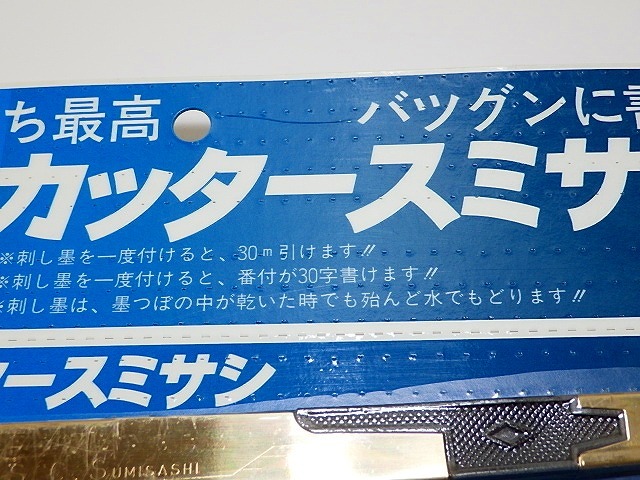 ち最高
バツグンに書
カッタースミサ
※刺し墨を一度付けると、30m引けます!!
※刺し墨を一度付けると、番付が30字書けます!!
※刺し墨は、墨つぼの中が乾いた時でも殆んど水でもどります!!
タースミサシ
SUMISASHI